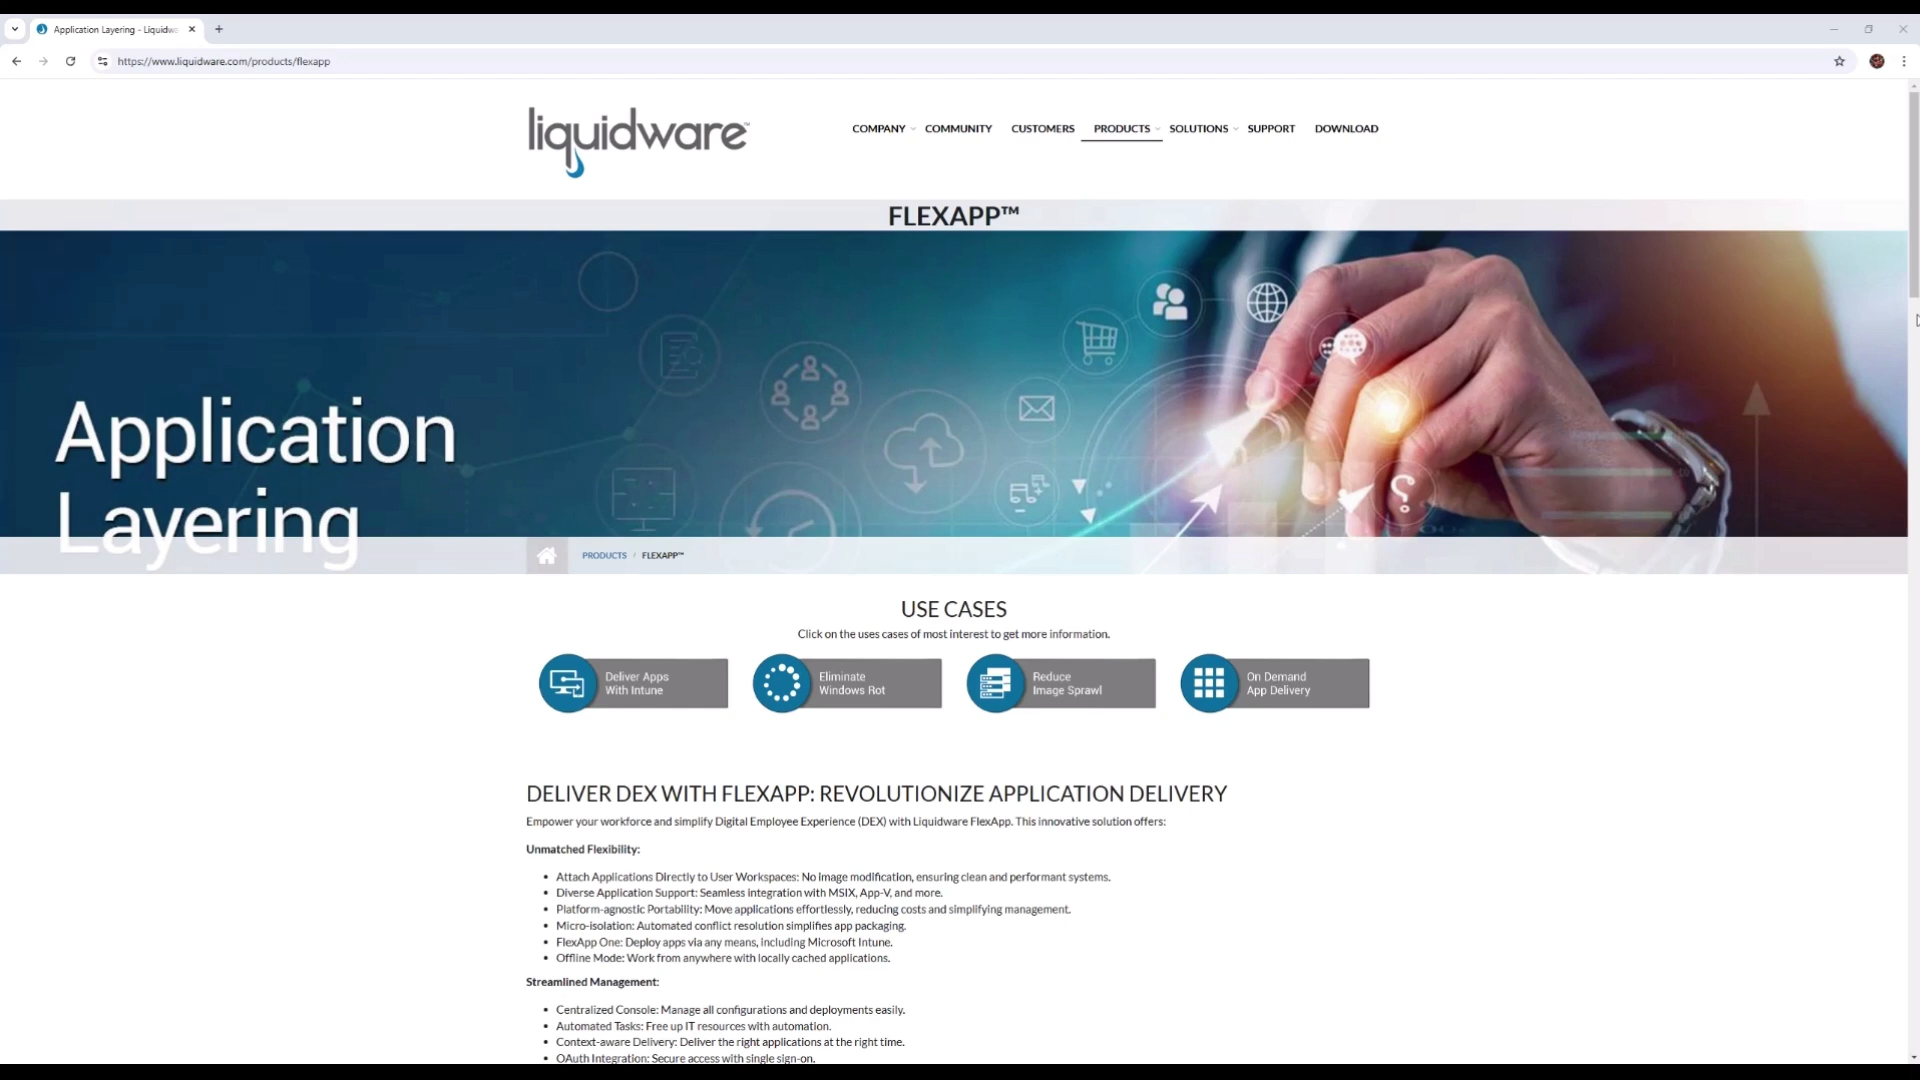 Application Layering - Liquidwa
https://www.liquidware.com/products/flexapp
liquidware™
COMPANY COMMUNITY CUSTOMERS PRODUCTS SOLUTIONS SUPPORT DOWNLOAD
FLEXAPP™
Application
Layering
PRODUCTS / FLEXAPP™
USE CASES
Click on the uses cases of most interest to get more information.
Deliver Apps
With Intune
Eliminate
Windows Rot
Reduce
Image Sprawl
On Demand
App Delivery
DELIVER DEX WITH FLEXAPP: REVOLUTIONIZE APPLICATION DELIVERY
Empower your workforce and simplify Digital Employee Experience (DEX) with Liquidware FlexApp. This innovative solution offers:
Unmatched Flexibility:
• Attach Applications Directly to User Workspaces: No image modification, ensuring clean and performant systems.
• Diverse Application Support: Seamless integration with MSIX, App-V, and more.
• Platform-agnostic Portability: Move applications effortlessly, reducing costs and simplifying management.
• Micro-isolation: Automated conflict resolution simplifies app packaging.
• FlexApp One: Deploy apps via any means, including Microsoft Intune.
• Offline Mode: Work from anywhere with locally cached applications.
Streamlined Management:
• Centralized Console: Manage all configurations and deployments easily.
• Automated Tasks: Free up IT resources with automation.
• Context-aware Delivery: Deliver the right applications at the right time.
• OAuth Integration: Secure access with single sign-on.